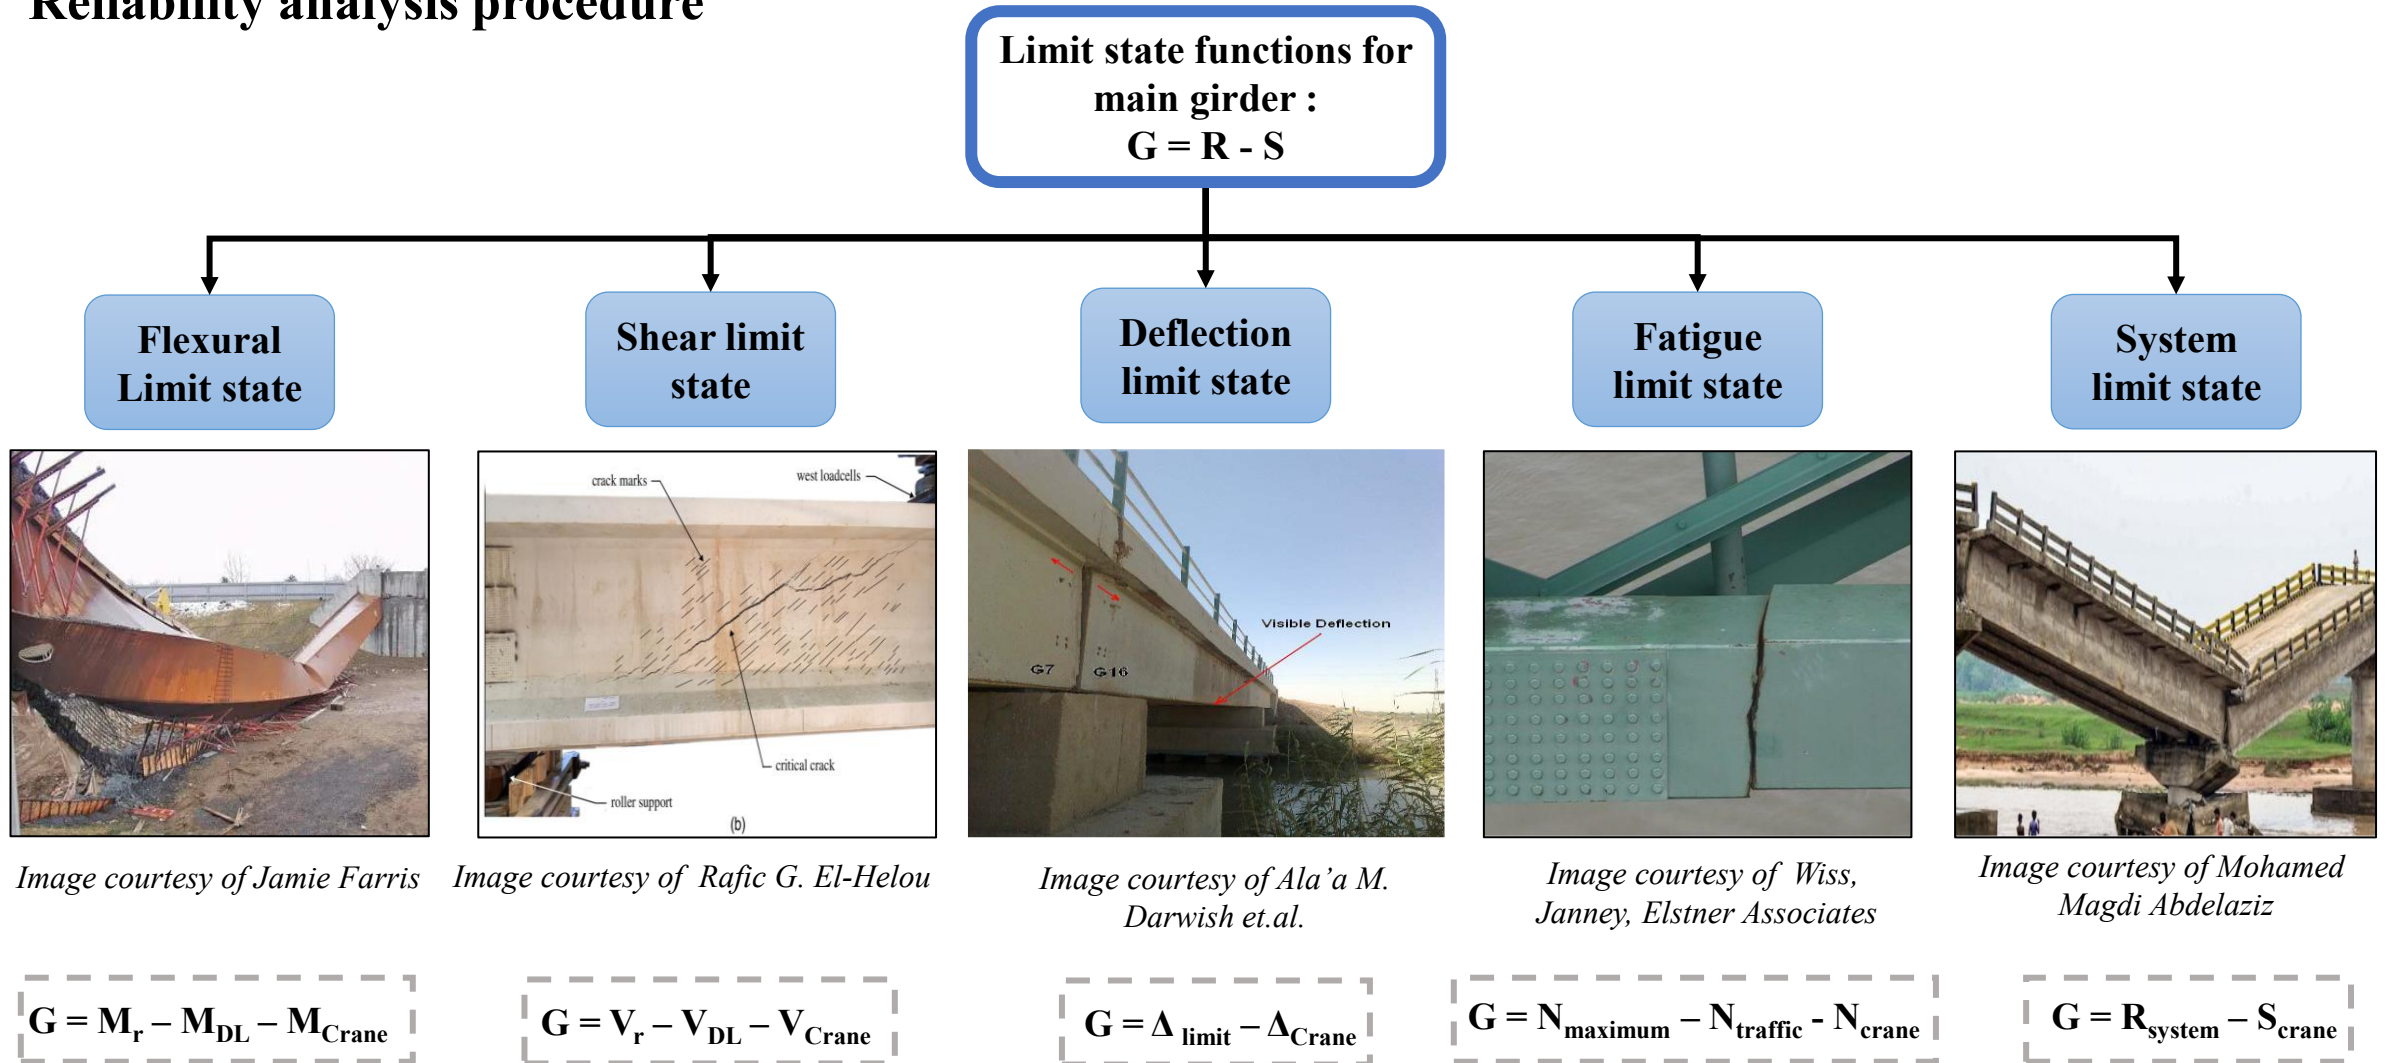 Reliability analysis procedure
Limit state functions for
main girder :
G = R - S
Flexural
Limit state
Shear limit
state
Deflection
limit state
Fatigue
limit state
System
limit state
crack marks
west loadcells
critical crack
roller support
(b)
Visible Deflection
G7
G16
Image courtesy of Jamie Farris
Image courtesy of Rafic G. El-Helou
Image courtesy of Ala’a M.
Darwish et.al.
Image courtesy of Wiss,
Janney, Elstner Associates
Image courtesy of Mohamed
Magdi Abdelaziz
G = Mr – MDL – MCrane
G = Vr – VDL – VCrane
G = Δ limit – ΔCrane
G = Nmaximum – Ntraffic - Ncrane
G = Rsystem – Scrane